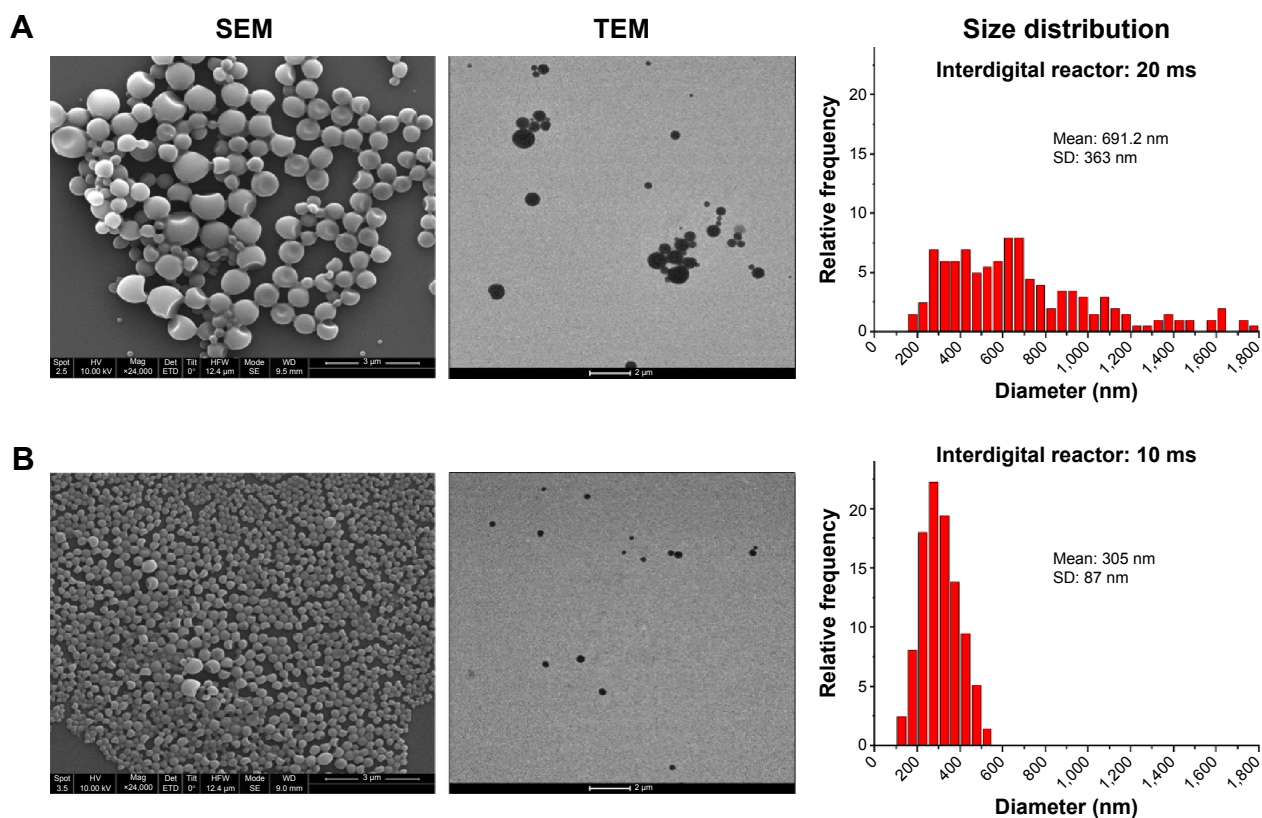 A
SEM
TEM
Size distribution
Interdigital reactor: 20 ms
Mean: 691.2 nm
SD: 363 nm
Relative frequency
20
15
10
5
0
0 200 400 600 800 1,000 1,200 1,400 1,600 1,800
Diameter (nm)
Spot HV Mag Det Tilt HFW Mode WD 3 µm
2.5 10.00 kV ×24,000 ETD 0° 12.4 µm SE 9.5 mm
2 µm
B
Interdigital reactor: 10 ms
Mean: 305 nm
SD: 87 nm
Relative frequency
20
15
10
5
0
0 200 400 600 800 1,000 1,200 1,400 1,600 1,800
Diameter (nm)
Spot HV Mag Det Tilt HFW Mode WD 3 µm
3.5 10.00 kV ×24,000 ETD 0° 12.4 µm SE 9.0 mm
2 µm